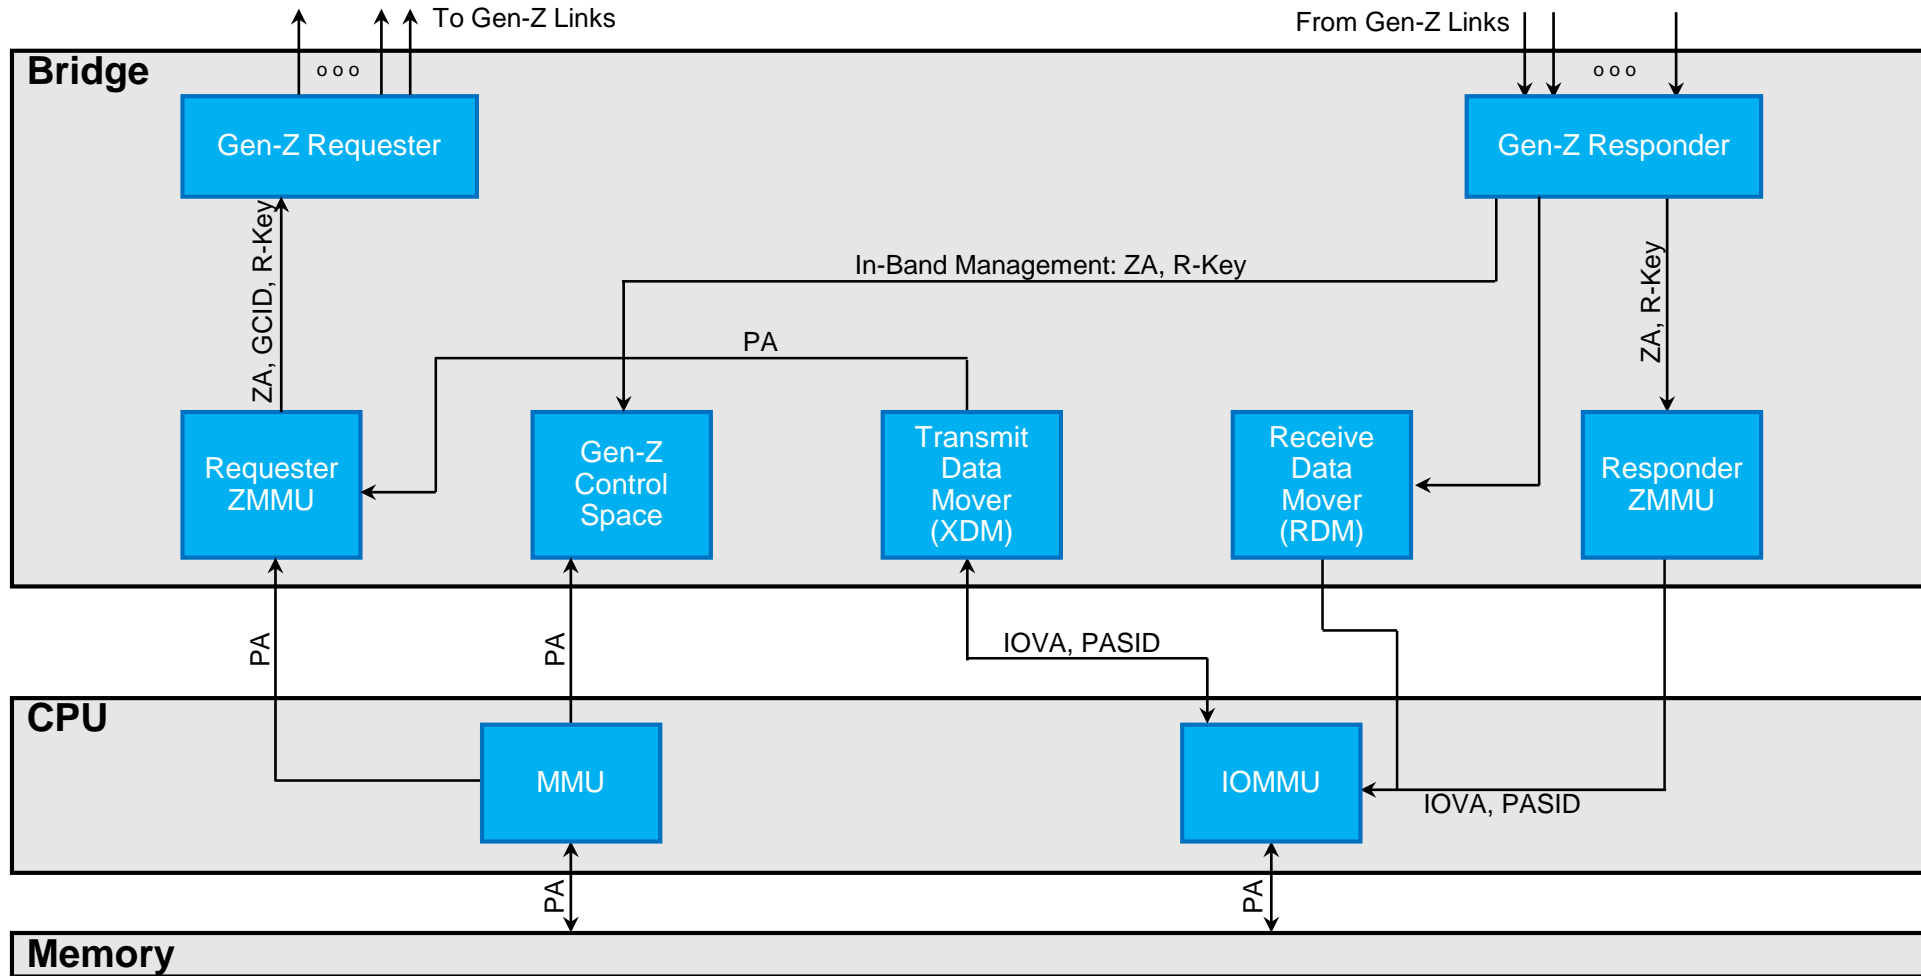 To Gen-Z Links
From Gen-Z Links
Bridge
o o o
o o o
Gen-Z Requester
Gen-Z Responder
ZA, GCID, R-Key
In-Band Management: ZA, R-Key
ZA, R-Key
PA
Requester
ZMMU
Gen-Z
Control
Space
Transmit
Data
Mover
(XDM)
Receive
Data
Mover
(RDM)
Responder
ZMMU
PA
PA
IOVA, PASID
CPU
MMU
IOMMU
IOVA, PASID
PA
PA
Memory